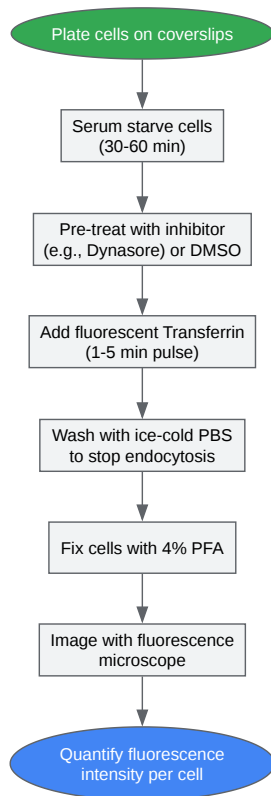 Plate cells on coverslips
Serum starve cells
(30-60 min)
Pre-treat with inhibitor
(e.g., Dynasore) or DMSO
Add fluorescent Transferrin
(1-5 min pulse)
Wash with ice-cold PBS
to stop endocytosis
Fix cells with 4% PFA
Image with fluorescence
microscope
Quantify fluorescence
intensity per cell